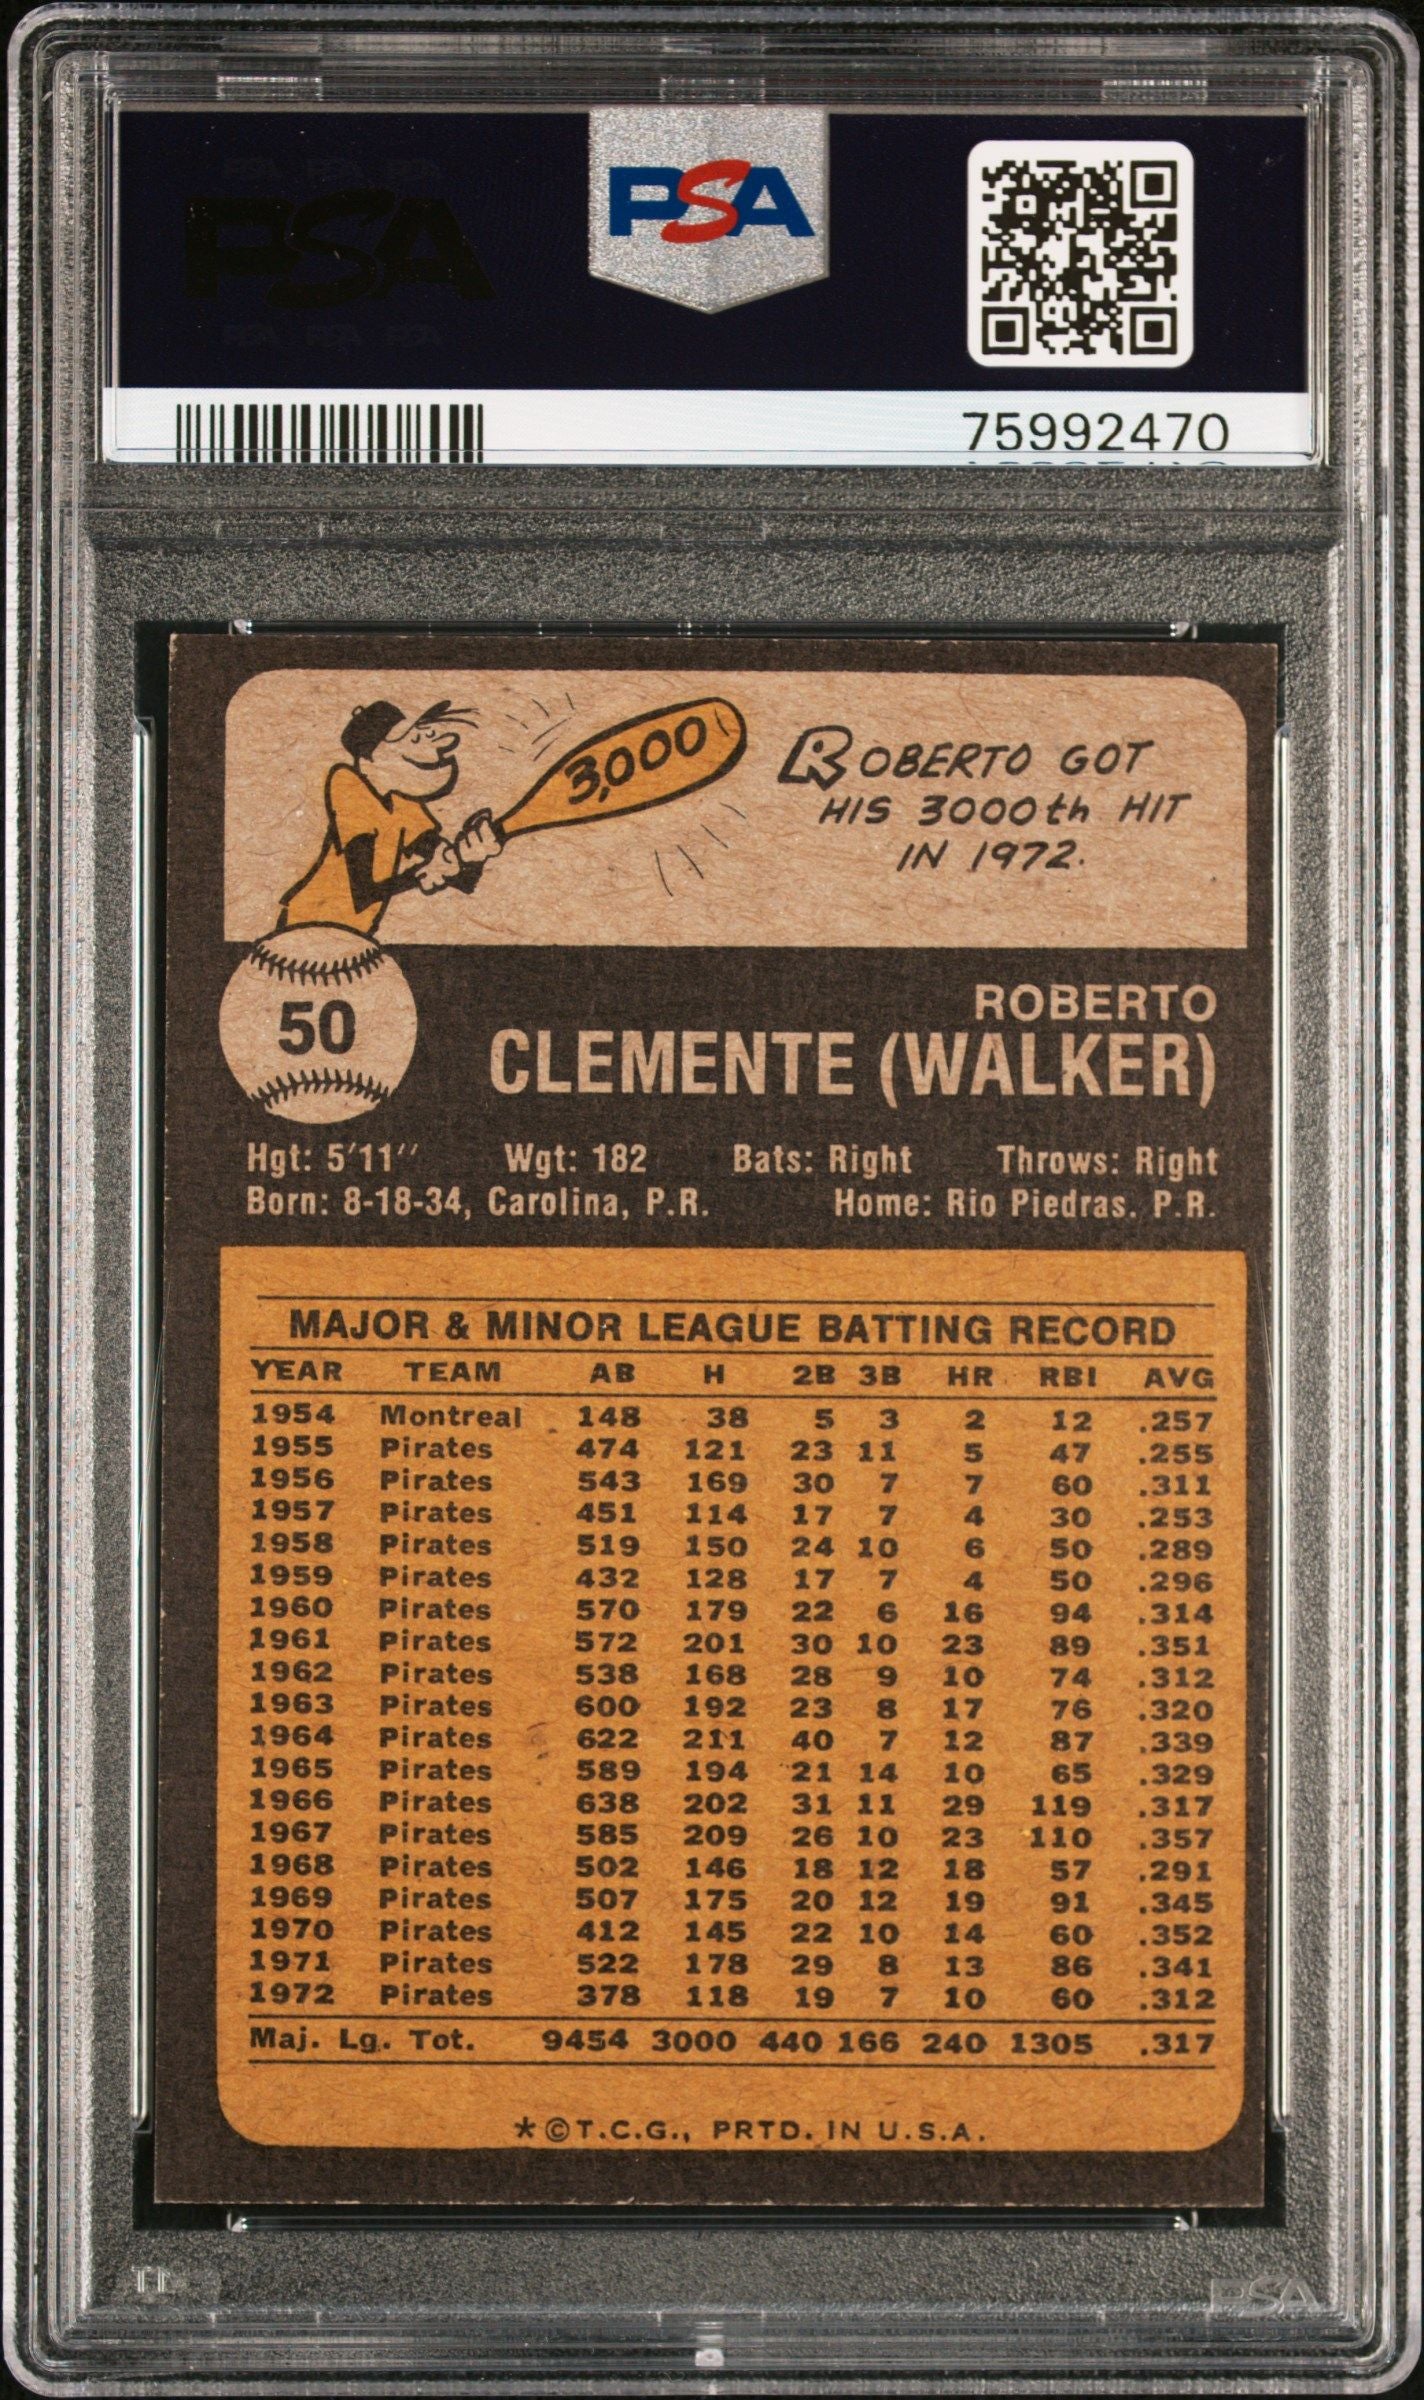 PSA
PSA PSA PSA
PSA
PSA PSA PSA
75992470
3,000
ROBERTO GOT
HIS 3000th HIT
IN 1972.
50
ROBERTO
CLEMENTE (WALKER)
Hgt: 5'11'' Wgt: 182 Bats: Right Throws: Right
Born: 8-18-34, Carolina, P.R. Home: Rio Piedras. P.R.
MAJOR & MINOR LEAGUE BATTING RECORD
YEAR TEAM AB H 2B 3B HR RBI AVG
1954 Montreal 148 38 5 3 2 12 .257
1955 Pirates 474 121 23 11 5 47 .255
1956 Pirates 543 169 30 7 7 60 .311
1957 Pirates 451 114 17 7 4 30 .253
1958 Pirates 519 150 24 10 6 50 .289
1959 Pirates 432 128 17 7 4 50 .296
1960 Pirates 570 179 22 6 16 94 .314
1961 Pirates 572 201 30 10 23 89 .351
1962 Pirates 538 168 28 9 10 74 .312
1963 Pirates 600 192 23 8 17 76 .320
1964 Pirates 622 211 40 7 12 87 .339
1965 Pirates 589 194 21 14 10 65 .329
1966 Pirates 638 202 31 11 29 119 .317
1967 Pirates 585 209 26 10 23 110 .357
1968 Pirates 502 146 18 12 18 57 .291
1969 Pirates 507 175 20 12 19 91 .345
1970 Pirates 412 145 22 10 14 60 .352
1971 Pirates 522 178 29 8 13 86 .341
1972 Pirates 378 118 19 7 10 60 .312
Maj. Lg. Tot. 9454 3000 440 166 240 1305 .317
*©T.C.G., PRTD. IN U.S.A.
PSA